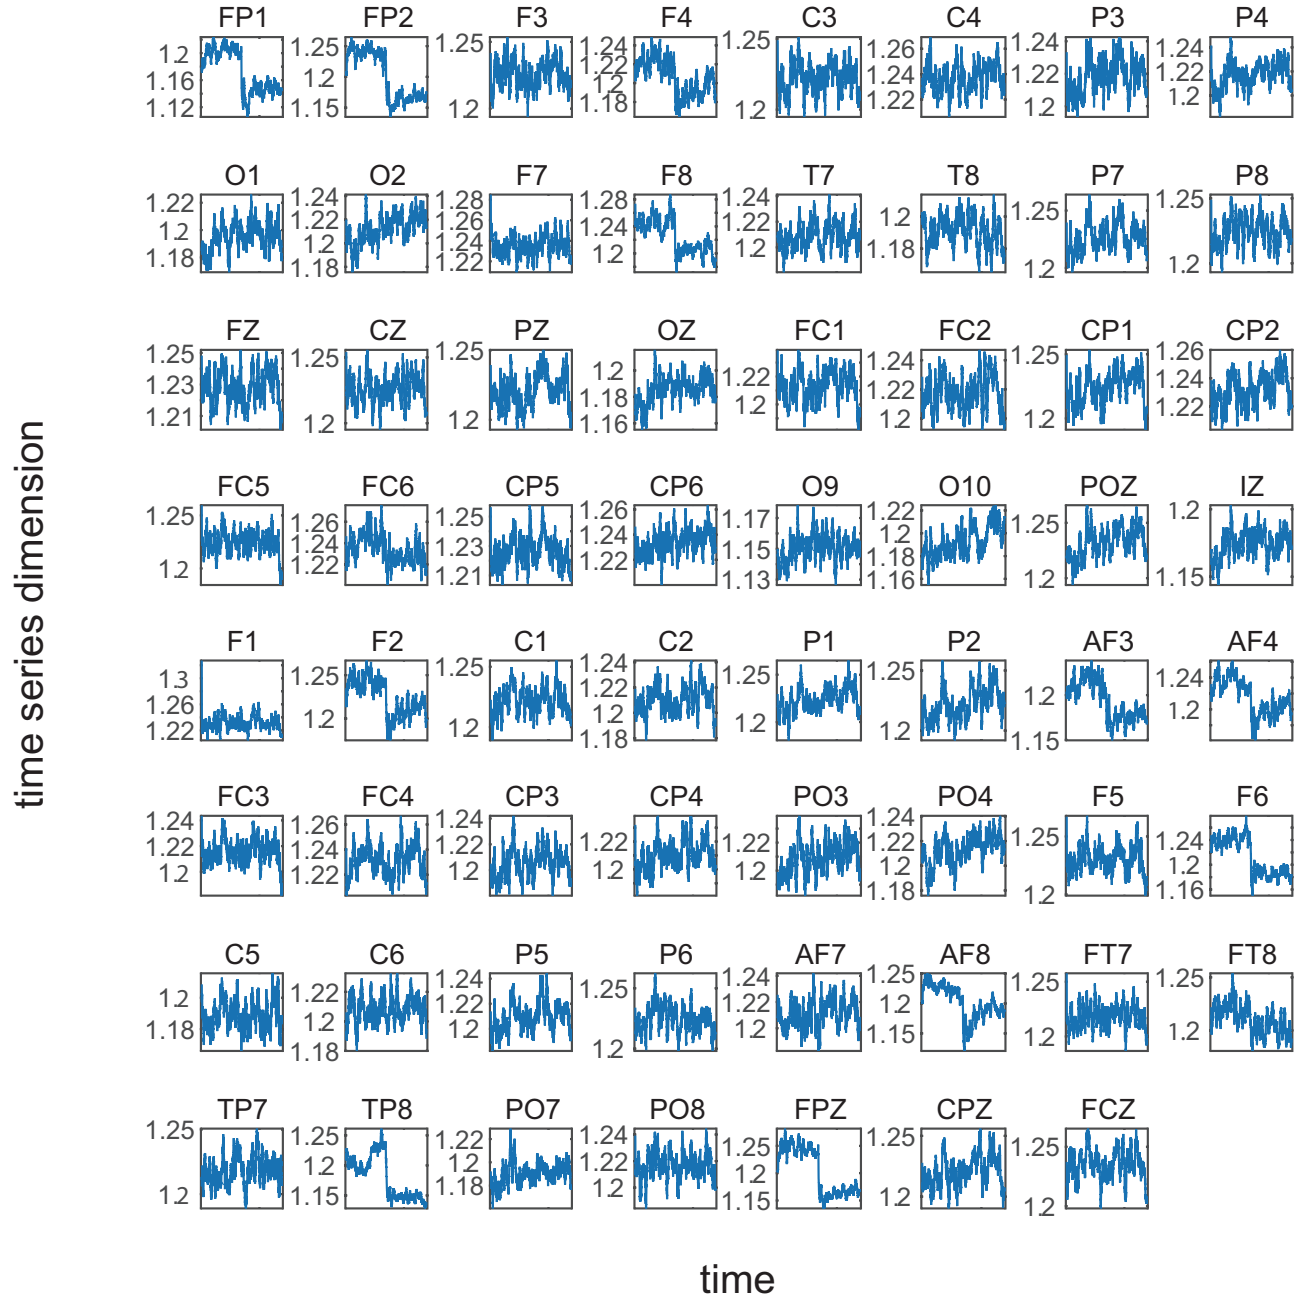 FP1 FP2 F3 F4 C3 C4 P3 P4
1.2 1.16 1.12
1.25 1.2 1.15
1.25 1.2
1.24 1.22 1.2 1.18
1.25 1.2
1.26 1.24 1.22
1.24 1.22 1.2
1.24 1.22 1.2
O1 O2 F7 F8 T7 T8 P7 P8
1.22 1.2 1.18
1.24 1.22 1.2 1.18
1.28 1.26 1.24 1.22
1.28 1.24 1.2
1.24 1.22 1.2
1.2 1.18
1.25 1.2
1.25 1.2
FZ CZ PZ OZ FC1 FC2 CP1 CP2
1.25 1.23 1.21
1.25 1.2
1.25 1.2
1.2 1.18 1.16
1.22 1.2
1.24 1.22 1.2
1.25 1.2
1.26 1.24 1.22
FC5 FC6 CP5 CP6 O9 O10 POZ IZ
1.25 1.2
1.26 1.24 1.22
1.25 1.23 1.21
1.26 1.24 1.22
1.17 1.15 1.13
1.22 1.2 1.18 1.16
1.25 1.2
1.2 1.15
F1 F2 C1 C2 P1 P2 AF3 AF4
1.3 1.26 1.22
1.25 1.2
1.25 1.2
1.24 1.22 1.2 1.18
1.25 1.2
1.25 1.2
1.2 1.15
1.24 1.2
FC3 FC4 CP3 CP4 PO3 PO4 F5 F6
1.24 1.22 1.2
1.26 1.24 1.22
1.24 1.22 1.2
1.22 1.2
1.22 1.2
1.24 1.22 1.2 1.18
1.25 1.2
1.24 1.2 1.16
C5 C6 P5 P6 AF7 AF8 FT7 FT8
1.2 1.18
1.22 1.2 1.18
1.24 1.22 1.2
1.25 1.2
1.24 1.22 1.2
1.25 1.2 1.15
1.25 1.2
1.25 1.2
TP7 TP8 PO7 PO8 FPZ CPZ FCZ
1.25 1.2
1.25 1.2 1.15
1.22 1.2 1.18
1.24 1.22 1.2
1.25 1.2 1.15
1.25 1.2
1.25 1.2
time series dimension
time